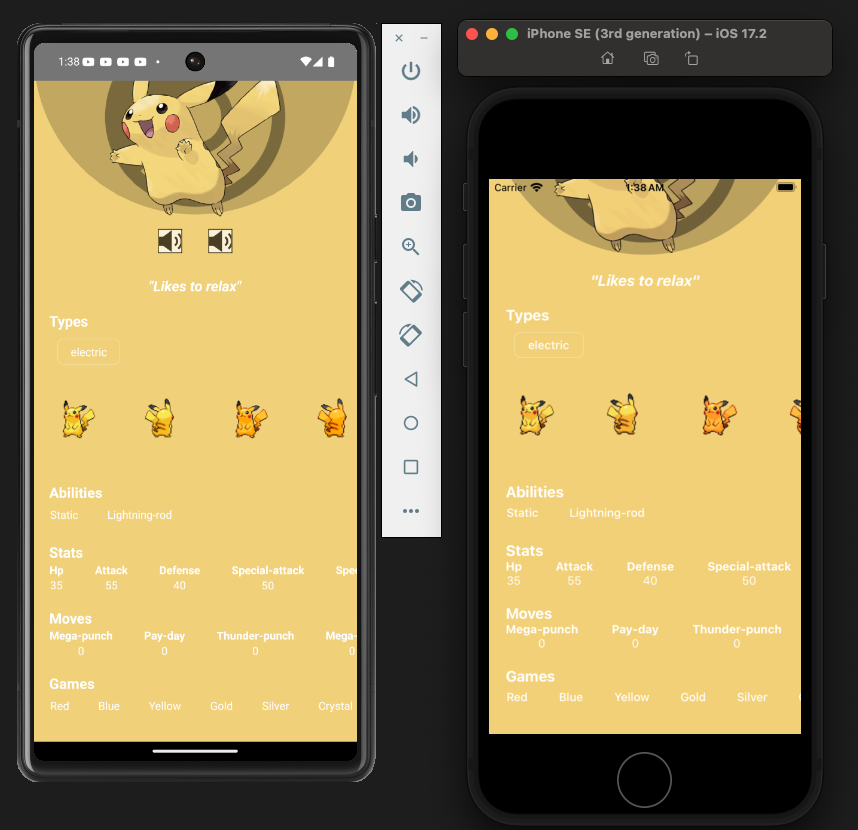 1:38
"Likes to relax"
Types
electric
Abilities
Static Lightning-rod
Stats
Hp Attack Defense Special-attack Spe
35 55 40 50
Moves
Mega-punch Pay-day Thunder-punch Mega-
0 0 0 0
Games
Red Blue Yellow Gold Silver Crystal
iPhone SE (3rd generation) – iOS 17.2
Carrier 1:38 AM
"Likes to relax"
Types
electric
Abilities
Static Lightning-rod
Stats
Hp Attack Defense Special-attack
35 55 40 50
Moves
Mega-punch Pay-day Thunder-punch
0 0 0
Games
Red Blue Yellow Gold Silver